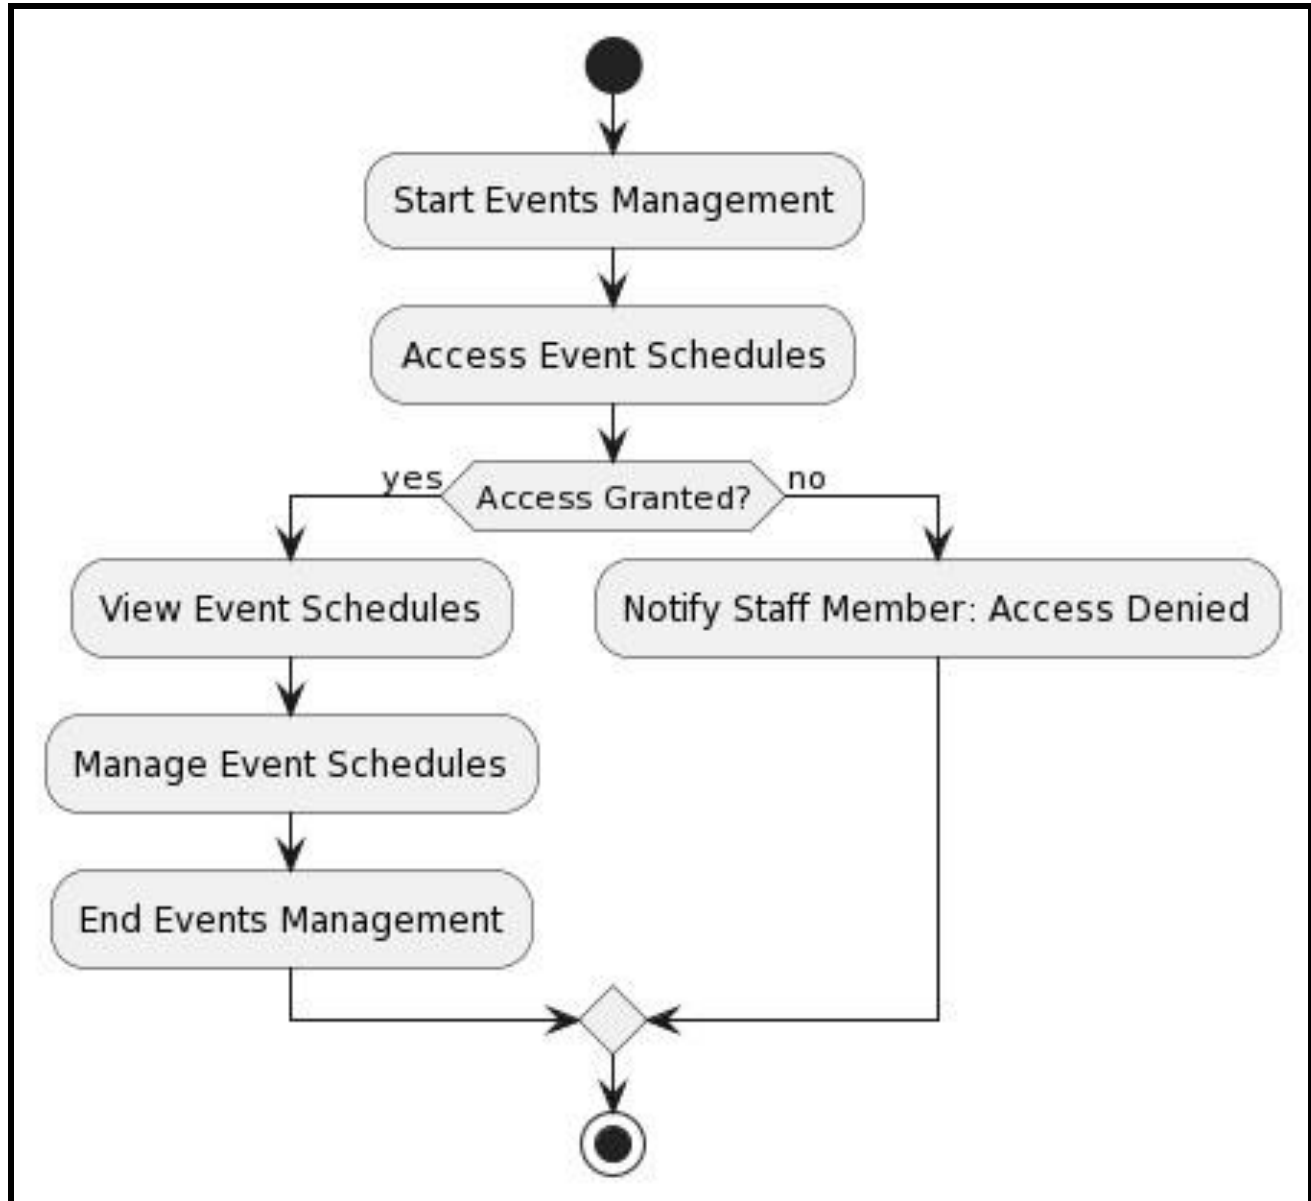 Start Events Management
Access Event Schedules
yes
Access Granted?
no
View Event Schedules
Notify Staff Member: Access Denied
Manage Event Schedules
End Events Management